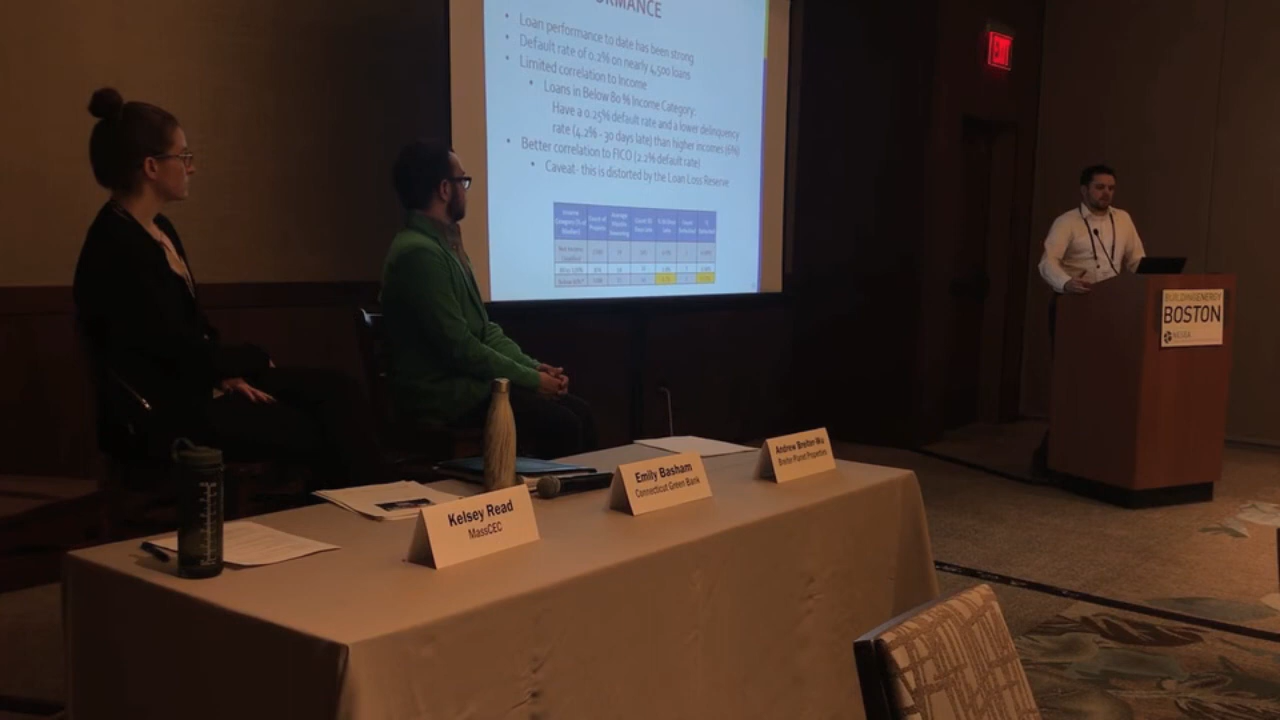 RMANCE
• Loan performance to date has been strong
• Default rate of 0.2% on nearly 4,500 loans
• Limited correlation to Income
• Loans in Below 80 % Income Category:
Have a 0.25% default rate and a lower delinquency
rate (4.2% - 30 days late) than higher incomes (6%)
• Better correlation to FICO (2.2% default rate)
• Caveat - this is distorted by the Loan Loss Reserve
EXIT
BUILDINGENERGY
BOSTON
NESEA
Andrew Breiter-Wu
Breiter Planet Properties
Emily Basham
Connecticut Green Bank
Kelsey Read
MassCEC